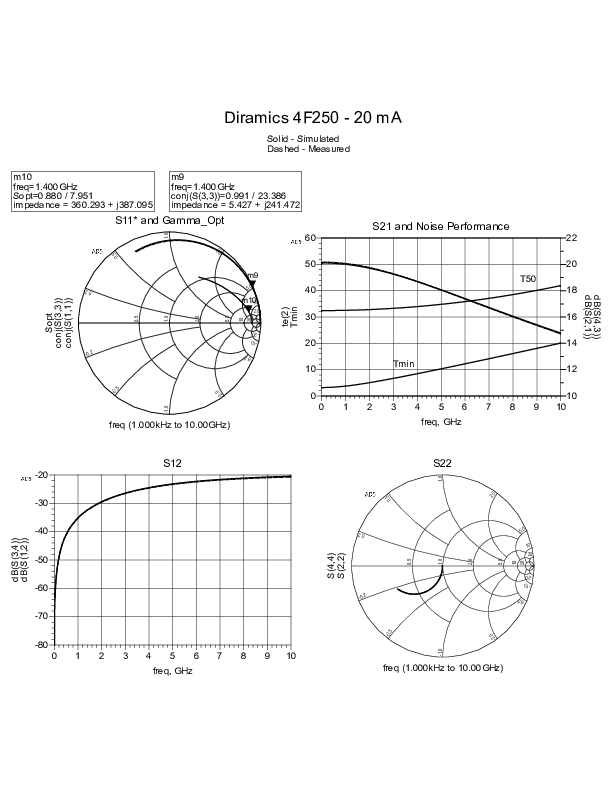 Diramics 4F250 - 20 mA
Solid - Simulated
Dashed - Measured
m10
freq=1.400GHz
Sopt=0.880 / 7.951
impedance = 360.293 + j387.095
m9
freq=1.400GHz
conj(S(3,3))=0.991 / 23.386
impedance = 5.427 + j241.472
S11* and Gamma_Opt
ADS
m9
m10
Sopt
conj(S(3,3))
conj(S(1,1))
freq (1.000kHz to 10.00GHz)
S21 and Noise Performance
ADS
60
50
40
30
20
10
0
22
20
18
16
14
12
10
T50
Tmin
te(2)
Tmin
dB(S(4,3))
dB(S(2,1))
0 1 2 3 4 5 6 7 8 9 10
freq, GHz
S12
ADS
-20
-30
-40
-50
-60
-70
-80
dB(S(3,4))
dB(S(1,2))
0 1 2 3 4 5 6 7 8 9 10
freq, GHz
S22
ADS
S(4,4)
S(2,2)
freq (1.000kHz to 10.00GHz)